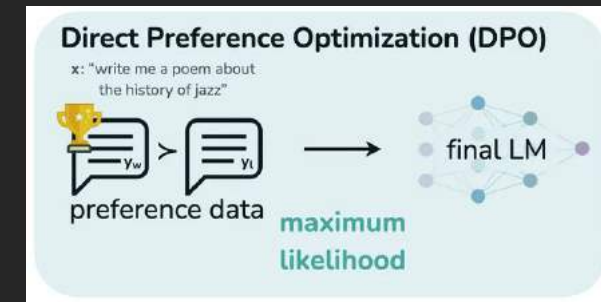 Direct Preference Optimization (DPO)
x: “write me a poem about
the history of jazz”
yw > yl
preference data
final LM
maximum
likelihood